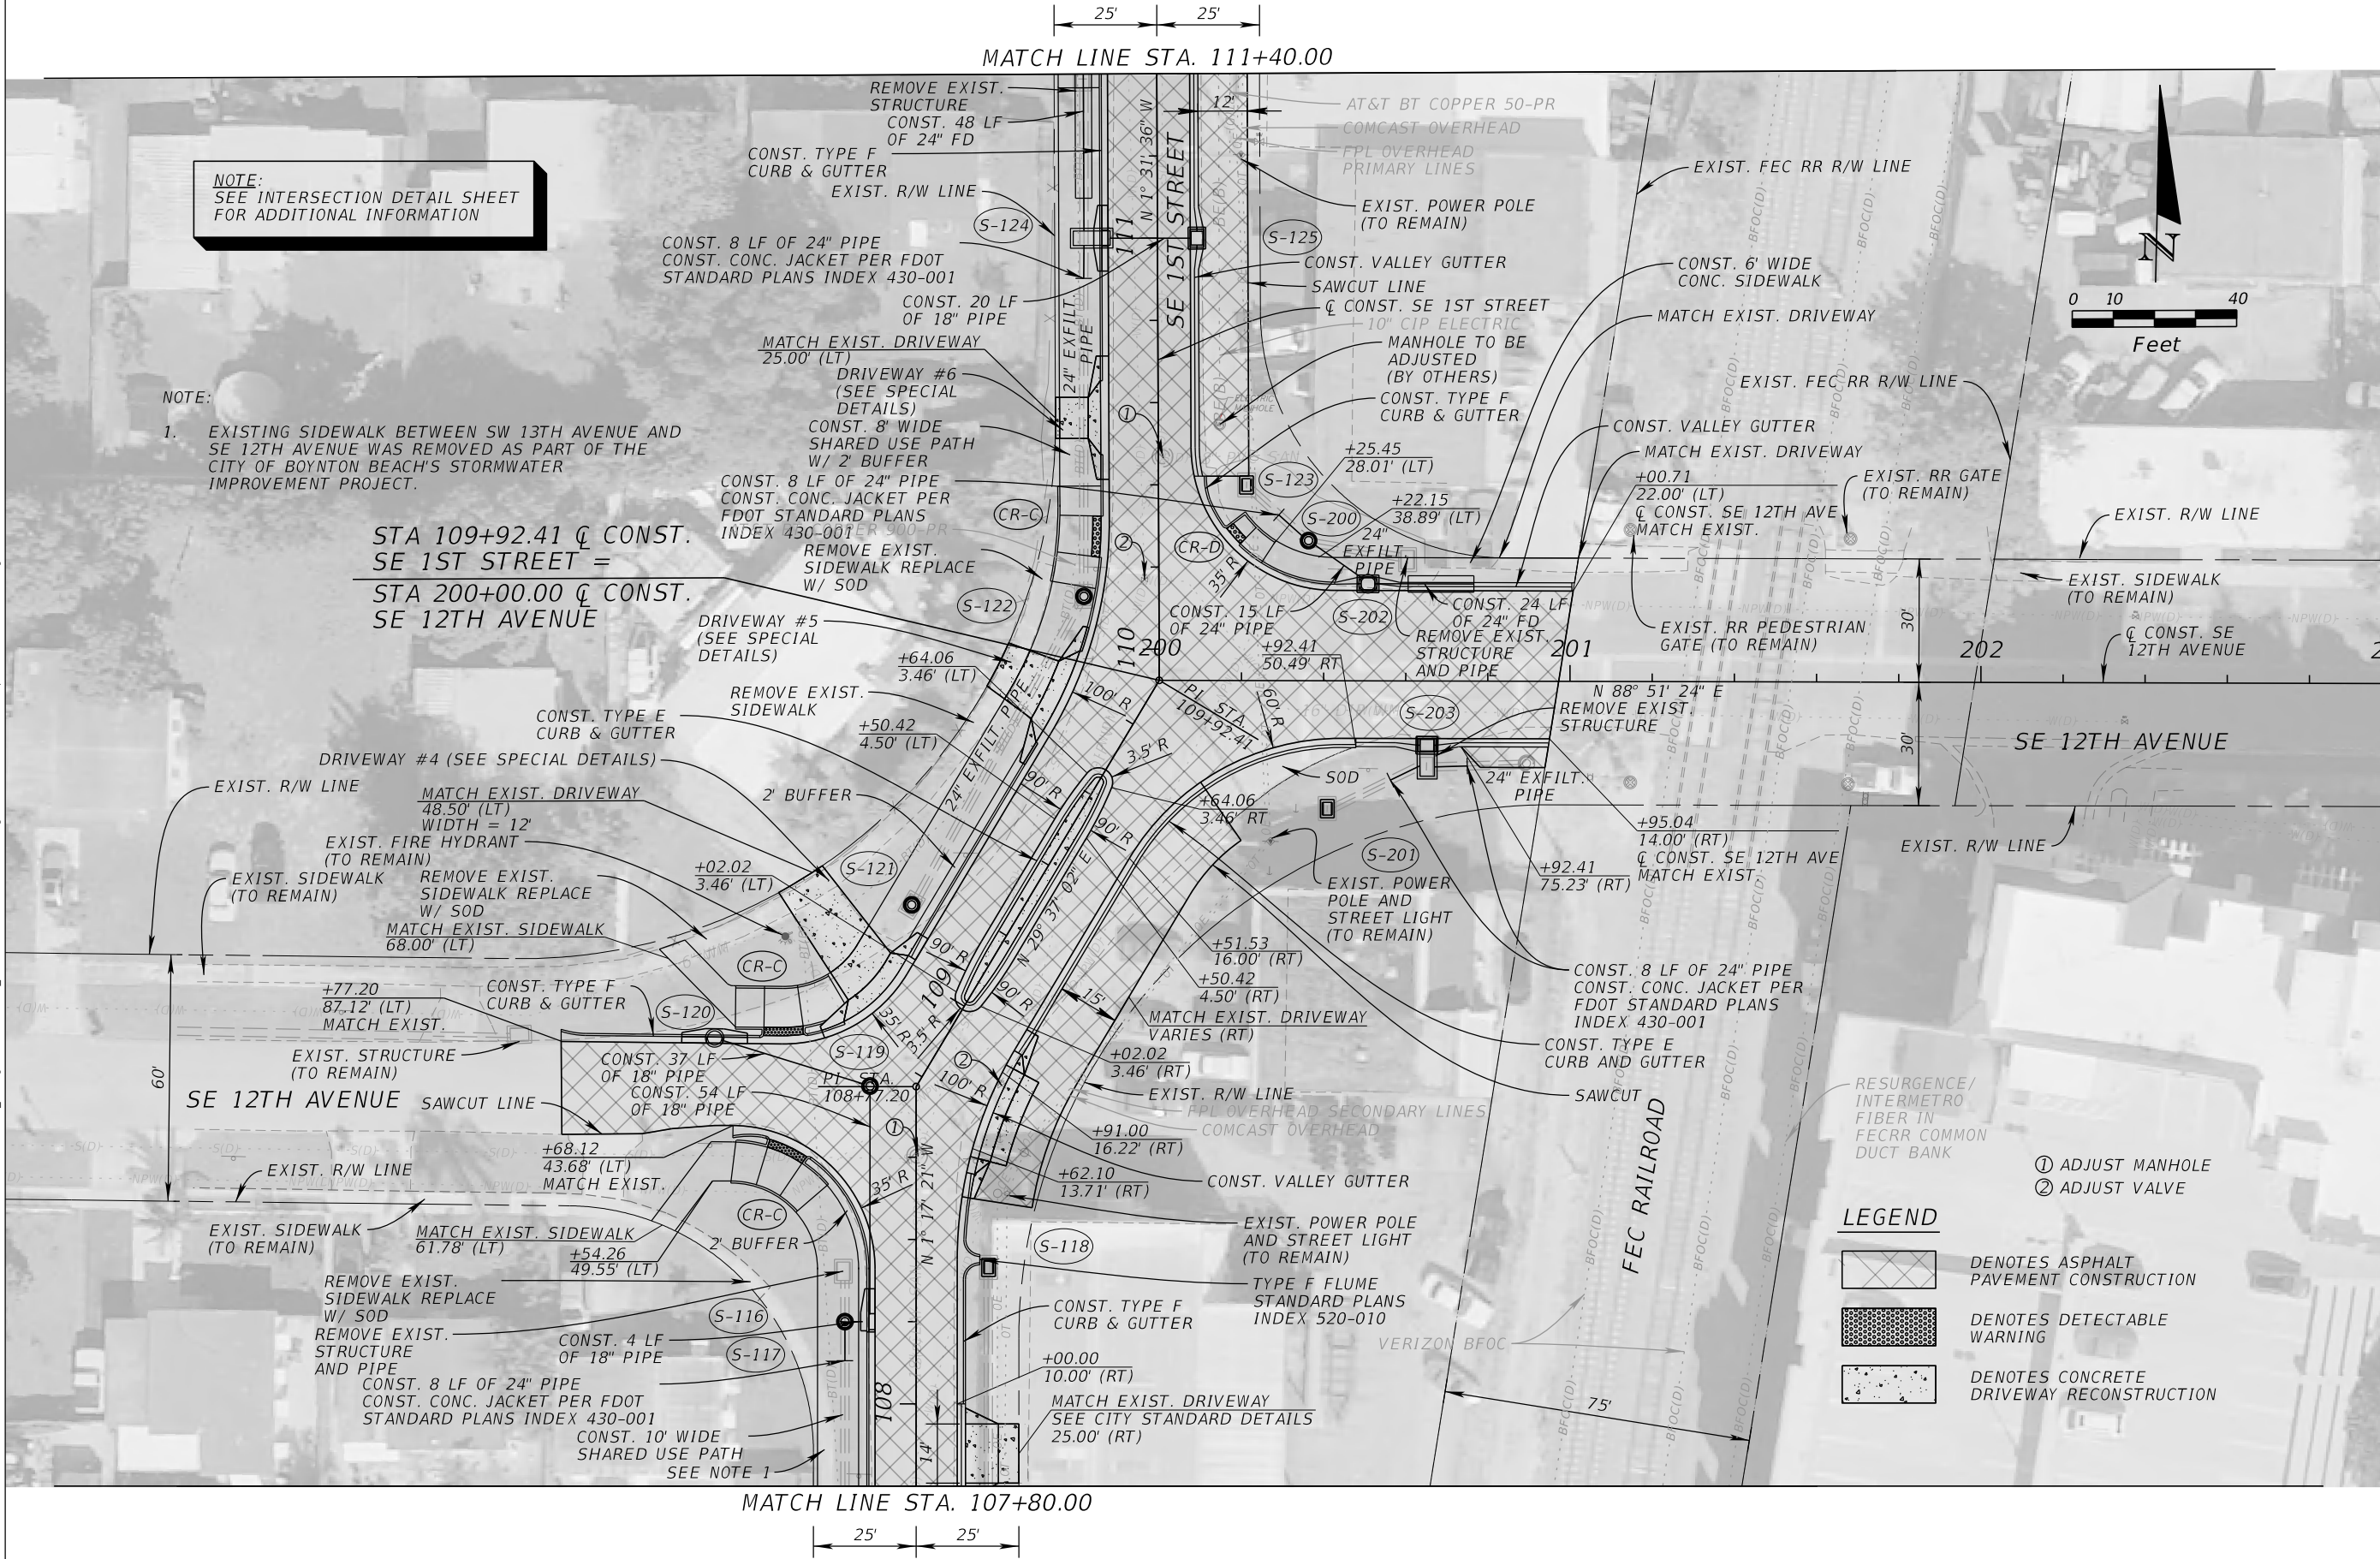 25'
25'
MATCH LINE STA. 111+40.00
REMOVE EXIST.
STRUCTURE
CONST. 48 LF
OF 24" FD
CONST. TYPE F
CURB & GUTTER
EXIST. R/W LINE
S-124
CONST. 8 LF OF 24" PIPE
CONST. CONC. JACKET PER FDOT
STANDARD PLANS INDEX 430-001
CONST. 20 LF
OF 18" PIPE
MATCH EXIST. DRIVEWAY
25.00' (LT)
DRIVEWAY #6
(SEE SPECIAL
DETAILS)
CONST. 8' WIDE
SHARED USE PATH
W/ 2' BUFFER
CONST. 8 LF OF 24" PIPE
CONST. CONC. JACKET PER
FDOT STANDARD PLANS
INDEX 430-001
CR-C
REMOVE EXIST.
SIDEWALK REPLACE
W/ SOD
S-122
NOTE:
SEE INTERSECTION DETAIL SHEET
FOR ADDITIONAL INFORMATION
NOTE:
1. EXISTING SIDEWALK BETWEEN SW 13TH AVENUE AND
SE 12TH AVENUE WAS REMOVED AS PART OF THE
CITY OF BOYNTON BEACH'S STORMWATER
IMPROVEMENT PROJECT.
STA 109+92.41 ℄ CONST.
SE 1ST STREET =
STA 200+00.00 ℄ CONST.
SE 12TH AVENUE
N 1° 31' 36" W
SE 1ST STREET
111
24" EXFILT.
PIPE
12'
AT&T BT COPPER 50-PR
COMCAST OVERHEAD
FPL OVERHEAD
PRIMARY LINES
EXIST. POWER POLE
(TO REMAIN)
S-125
CONST. VALLEY GUTTER
SAWCUT LINE
℄ CONST. SE 1ST STREET
10" CIP ELECTRIC
MANHOLE TO BE
ADJUSTED
(BY OTHERS)
CONST. TYPE F
CURB & GUTTER
+25.45
28.01' (LT)
S-123
+22.15
38.89' (LT)
S-200
CR-D
24"
EXFILT.
PIPE
35' R
CONST. 15 LF
OF 24" PIPE
S-202
CONST. 24 LF
OF 24" FD
REMOVE EXIST.
STRUCTURE
AND PIPE
+92.41
50.49' RT
EXIST. FEC RR R/W LINE
CONST. 6' WIDE
CONC. SIDEWALK
MATCH EXIST. DRIVEWAY
EXIST. FEC RR R/W LINE
CONST. VALLEY GUTTER
MATCH EXIST. DRIVEWAY
+00.71
22.00' (LT)
℄ CONST. SE 12TH AVE
MATCH EXIST.
EXIST. RR GATE
(TO REMAIN)
EXIST. R/W LINE
EXIST. SIDEWALK
(TO REMAIN)
EXIST. RR PEDESTRIAN
GATE (TO REMAIN)
℄ CONST. SE
12TH AVENUE
N
0 10 40
Feet
30'
30'
1
2
110
200
201
202
N 88° 51' 24" E
SE 12TH AVENUE
DRIVEWAY #5
(SEE SPECIAL
DETAILS)
+64.06
3.46' (LT)
REMOVE EXIST.
SIDEWALK
CONST. TYPE E
CURB & GUTTER
+50.42
4.50' (LT)
DRIVEWAY #4 (SEE SPECIAL DETAILS)
EXIST. R/W LINE
MATCH EXIST. DRIVEWAY
48.50' (LT)
WIDTH = 12'
2' BUFFER
EXIST. FIRE HYDRANT
(TO REMAIN)
EXIST. SIDEWALK
(TO REMAIN)
REMOVE EXIST.
SIDEWALK REPLACE
W/ SOD
MATCH EXIST. SIDEWALK
68.00' (LT)
+02.02
3.46' (LT)
S-121
CR-C
24" EXFILT. PIPE
100' R
P.I. STA.
109+92.41
60' R
3.5' R
90' R
90' R
N 29° 37' 02" E
90' R
90' R
109
+64.06
3.46' RT
S-203
REMOVE EXIST.
STRUCTURE
SOD
24" EXFILT.
PIPE
S-201
EXIST. POWER
POLE AND
STREET LIGHT
(TO REMAIN)
+92.41
75.23' (RT)
+95.04
14.00' (RT)
℄ CONST. SE 12TH AVE
MATCH EXIST.
EXIST. R/W LINE
+51.53
16.00' (RT)
+50.42
4.50' (RT)
15'
MATCH EXIST. DRIVEWAY
VARIES (RT)
+02.02
3.46' (RT)
EXIST. R/W LINE
FPL OVERHEAD SECONDARY LINES
COMCAST OVERHEAD
CONST. 8 LF OF 24" PIPE
CONST. CONC. JACKET PER
FDOT STANDARD PLANS
INDEX 430-001
CONST. TYPE E
CURB AND GUTTER
SAWCUT
+77.20
87.12' (LT)
MATCH EXIST.
CONST. TYPE F
CURB & GUTTER
S-120
EXIST. STRUCTURE
(TO REMAIN)
60'
SE 12TH AVENUE
SAWCUT LINE
CONST. 37 LF
OF 18" PIPE
CONST. 54 LF
OF 18" PIPE
S-119
35' R
3.5' R
P.I. STA.
108+77.20
2
100' R
1
+68.12
43.68' (LT)
MATCH EXIST.
EXIST. R/W LINE
EXIST. SIDEWALK
(TO REMAIN)
MATCH EXIST. SIDEWALK
61.78' (LT)
+54.26
49.55' (LT)
CR-C
2' BUFFER
35' R
N 1° 17' 21" W
+91.00
16.22' (RT)
+62.10
13.71' (RT)
CONST. VALLEY GUTTER
EXIST. POWER POLE
AND STREET LIGHT
(TO REMAIN)
S-118
TYPE F FLUME
STANDARD PLANS
INDEX 520-010
CONST. TYPE F
CURB & GUTTER
+00.00
10.00' (RT)
MATCH EXIST. DRIVEWAY
SEE CITY STANDARD DETAILS
25.00' (RT)
REMOVE EXIST.
SIDEWALK REPLACE
W/ SOD
REMOVE EXIST.
STRUCTURE
AND PIPE
S-116
S-117
CONST. 4 LF
OF 18" PIPE
CONST. 8 LF OF 24" PIPE
CONST. CONC. JACKET PER FDOT
STANDARD PLANS INDEX 430-001
CONST. 10' WIDE
SHARED USE PATH
SEE NOTE 1
108
14'
FEC RAILROAD
VERIZON BFOC
75'
RESURGENCE/
INTERMETRO
FIBER IN
FECRR COMMON
DUCT BANK
1 ADJUST MANHOLE
2 ADJUST VALVE
LEGEND
DENOTES ASPHALT
PAVEMENT CONSTRUCTION
DENOTES DETECTABLE
WARNING
DENOTES CONCRETE
DRIVEWAY RECONSTRUCTION
MATCH LINE STA. 107+80.00
25'
25'